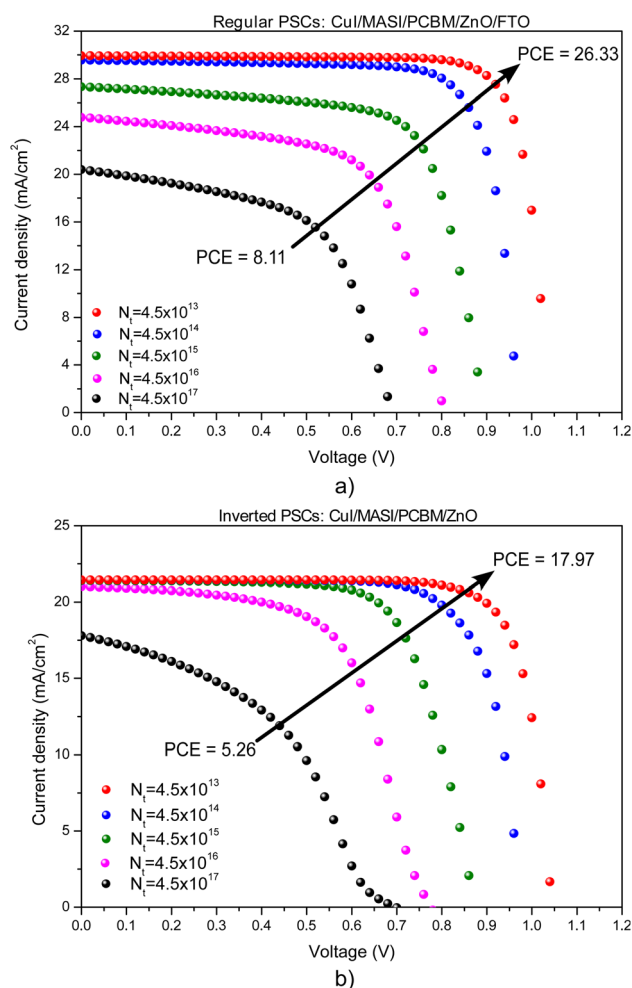 Regular PSCs: CuI/MASI/PCBM/ZnO/FTO
32
28
24
20
16
12
8
4
0
Current density (mA/cm²)
PCE = 26.33
PCE = 8.11
Nₜ=4.5x10¹³
Nₜ=4.5x10¹⁴
Nₜ=4.5x10¹⁵
Nₜ=4.5x10¹⁶
Nₜ=4.5x10¹⁷
0.0 0.1 0.2 0.3 0.4 0.5 0.6 0.7 0.8 0.9 1.0 1.1 1.2
Voltage (V)
a)
Inverted PSCs: CuI/MASI/PCBM/ZnO
25
20
15
10
5
0
Current density (mA/cm²)
PCE = 17.97
PCE = 5.26
Nₜ=4.5x10¹³
Nₜ=4.5x10¹⁴
Nₜ=4.5x10¹⁵
Nₜ=4.5x10¹⁶
Nₜ=4.5x10¹⁷
0.0 0.1 0.2 0.3 0.4 0.5 0.6 0.7 0.8 0.9 1.0 1.1 1.2
Voltage (V)
b)